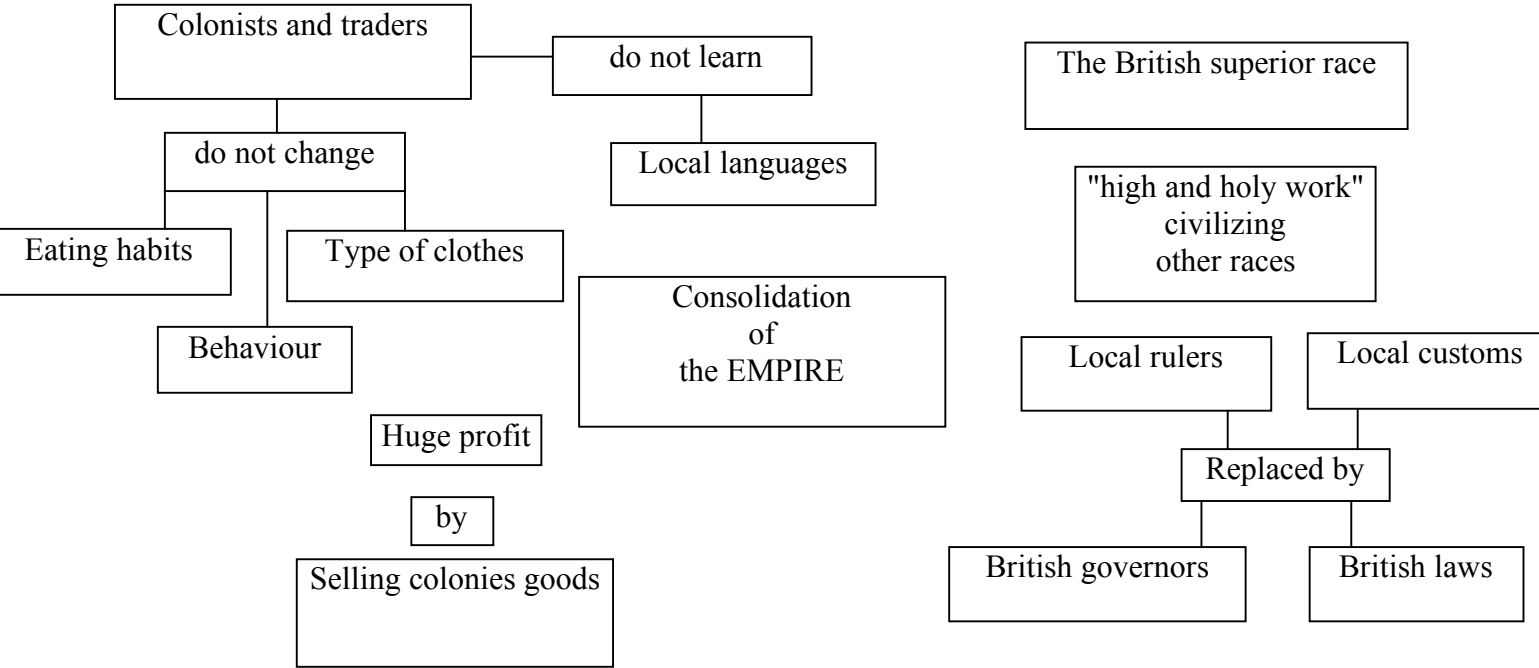 Colonists and traders
do not learn
Local languages
do not change
Eating habits
Type of clothes
Behaviour
Consolidation
of
the EMPIRE
Huge profit
by
Selling colonies goods
The British superior race
"high and holy work"
civilizing
other races
Local rulers
Local customs
Replaced by
British governors
British laws